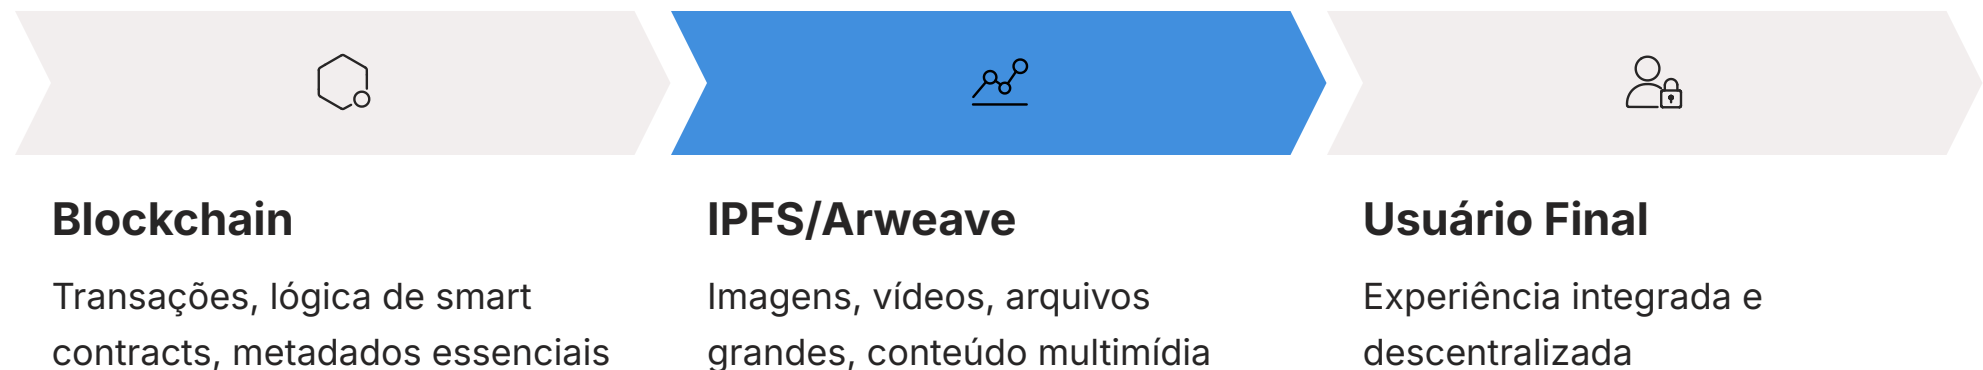 Blockchain
Transações, lógica de smart
contracts, metadados essenciais
IPFS/Arweave
Imagens, vídeos, arquivos
grandes, conteúdo multimídia
Usuário Final
Experiência integrada e
descentralizada